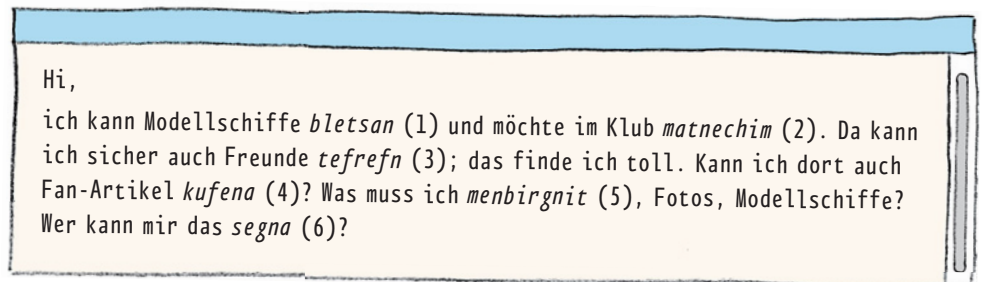 Hi,
ich kann Modellschiffe bletsan (1) und möchte im Klub matnechim (2). Da kann
ich sicher auch Freunde tefrefn (3); das finde ich toll. Kann ich dort auch
Fan-Artikel kufena (4)? Was muss ich menbirgnit (5), Fotos, Modellschiffe?
Wer kann mir das segna (6)?